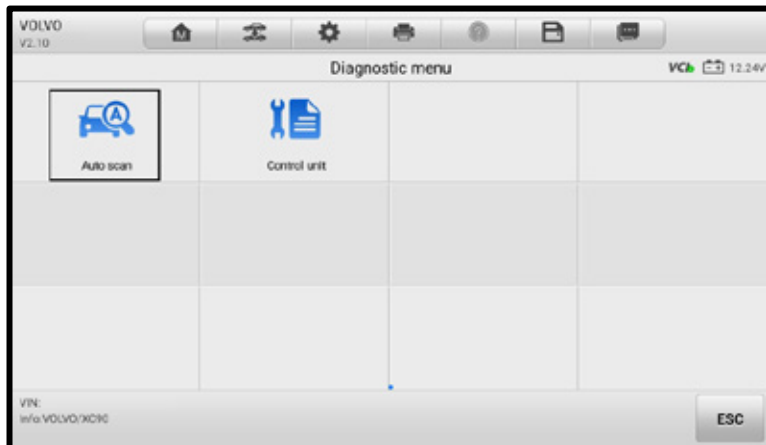 VOLVO
V2.10
Diagnostic menu
VCI 12.24V
Auto scan
Control unit
VIN:
Info:VOLVO/XC90
ESC